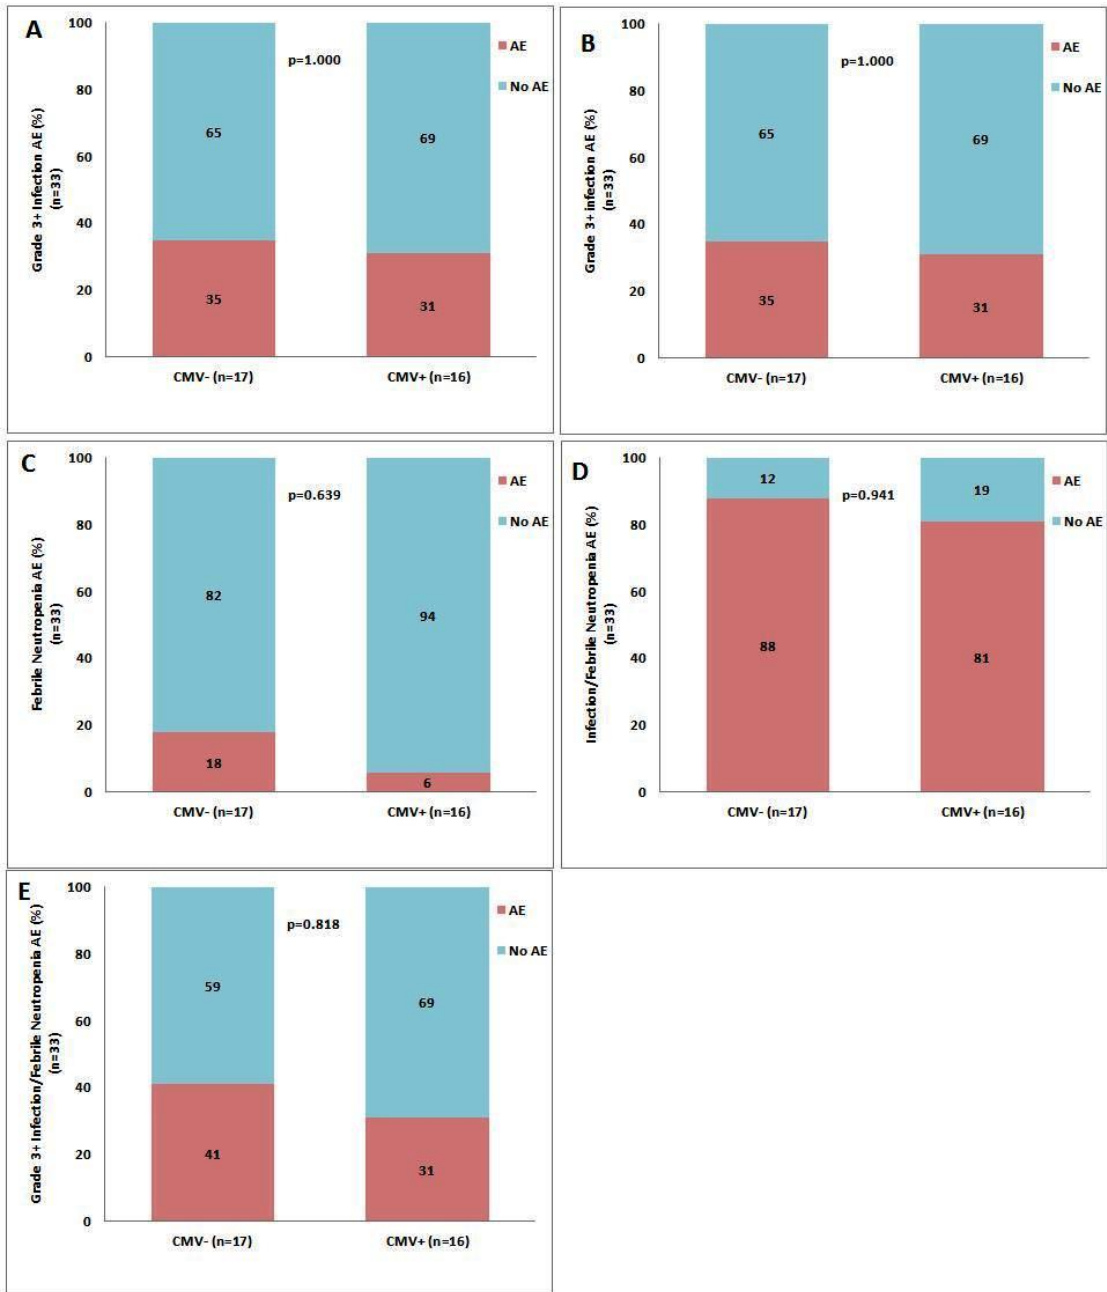 A
Grade 3+ Infection AE (%)
(n=33)
100
80
60
40
20
0
65
35
p=1.000
69
31
AE
No AE
CMV- (n=17)
CMV+ (n=16)
B
Grade 3+ infection AE (%)
(n=33)
100
80
60
40
20
0
65
35
p=1.000
69
31
AE
No AE
CMV- (n=17)
CMV+ (n=16)
C
Febrile Neutropenia AE (%)
(n=33)
100
80
60
40
20
0
82
18
p=0.639
94
6
AE
No AE
CMV- (n=17)
CMV+ (n=16)
D
Infection/Febrile Neutropenia AE (%)
(n=33)
100
80
60
40
20
0
12
88
p=0.941
19
81
AE
No AE
CMV- (n=17)
CMV+ (n=16)
E
Grade 3+ Infection/Febrile Neutropenia AE (%)
(n=33)
100
80
60
40
20
0
59
41
p=0.818
69
31
AE
No AE
CMV- (n=17)
CMV+ (n=16)